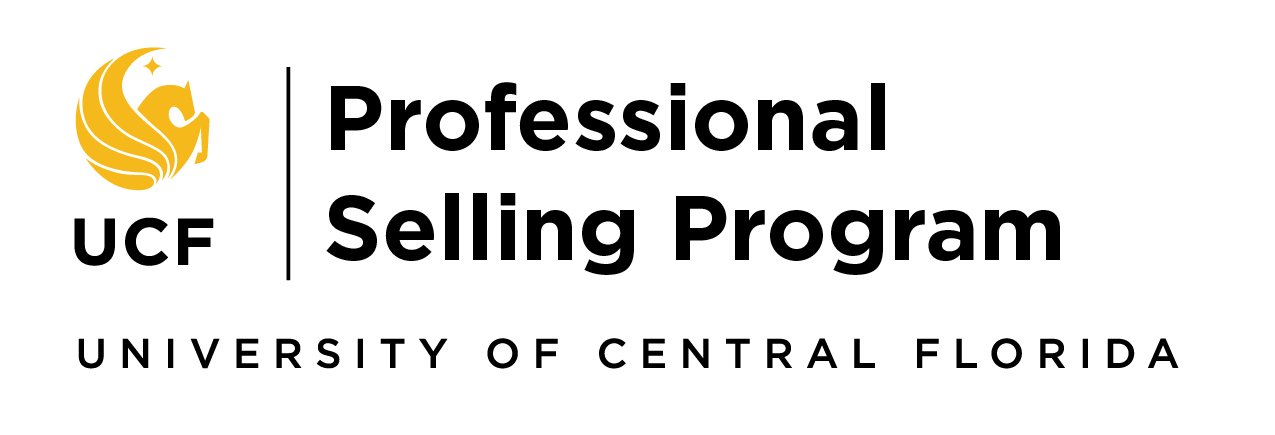 UCF
Professional
Selling Program
UNIVERSITY OF CENTRAL FLORIDA